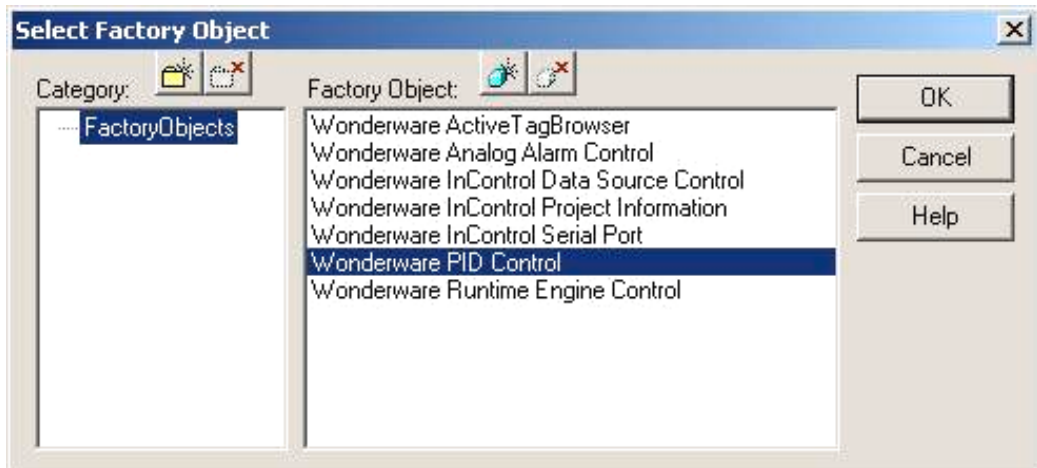 Select Factory Object
Category:
Factory Object:
FactoryObjects
Wonderware ActiveTagBrowser
Wonderware Analog Alarm Control
Wonderware InControl Data Source Control
Wonderware InControl Project Information
Wonderware InControl Serial Port
Wonderware PID Control
Wonderware Runtime Engine Control
OK
Cancel
Help